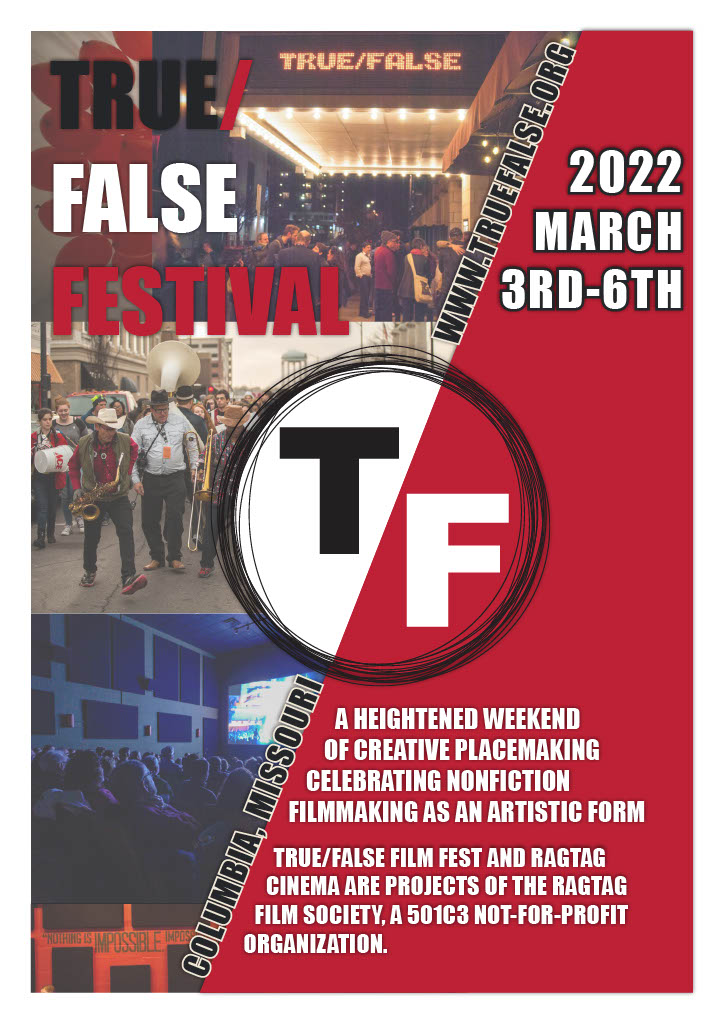 TRUE/FALSE
TRUE/
FALSE
FESTIVAL
WWW.TRUEFALSE.ORG
2022
MARCH
3RD-6TH
ACE
T
F
COLUMBIA, MISSOURI
A HEIGHTENED WEEKEND
OF CREATIVE PLACEMAKING
CELEBRATING NONFICTION
FILMMAKING AS AN ARTISTIC FORM
TRUE/FALSE FILM FEST AND RAGTAG
CINEMA ARE PROJECTS OF THE RAGTAG
FILM SOCIETY, A 501C3 NOT-FOR-PROFIT
ORGANIZATION.
"NOTHING IS IMPOSSIBLE. IMPOSS